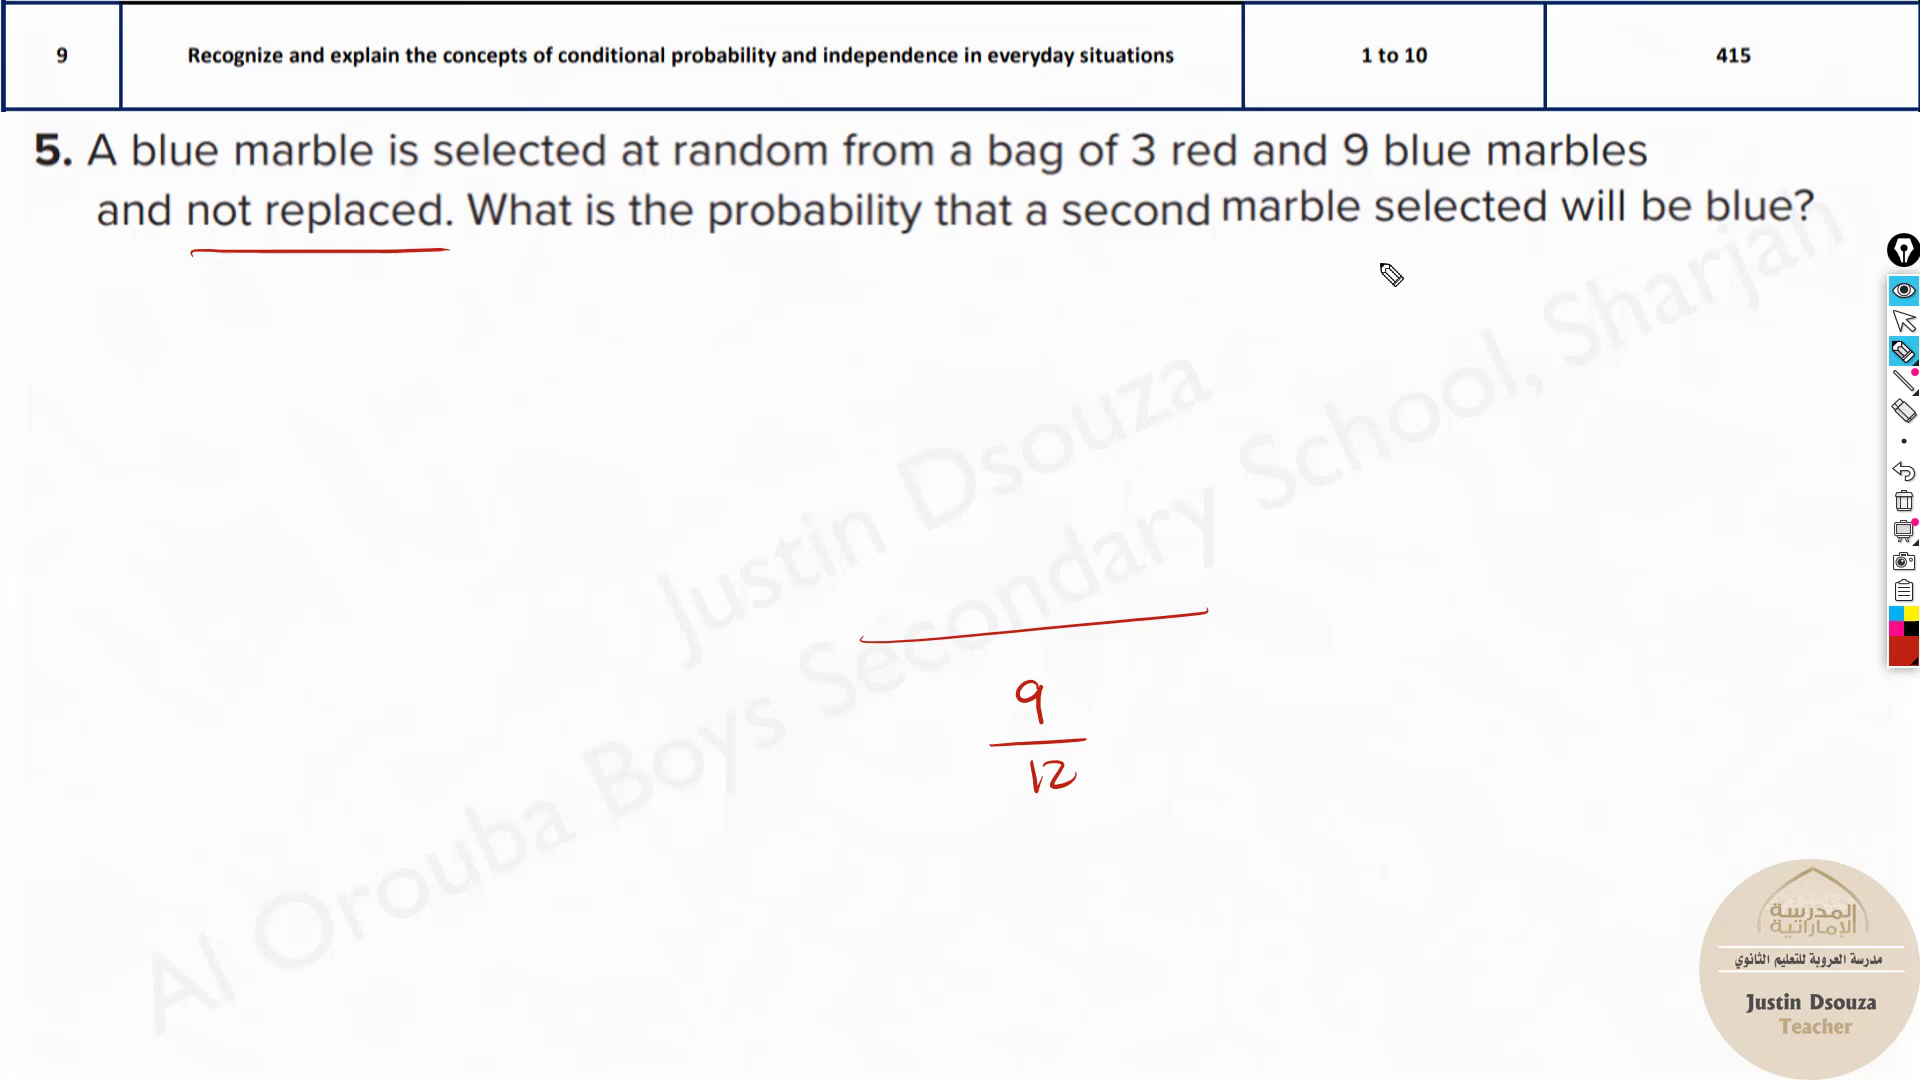 9
Recognize and explain the concepts of conditional probability and independence in everyday situations
1 to 10
415
5. A blue marble is selected at random from a bag of 3 red and 9 blue marbles
and not replaced. What is the probability that a second marble selected will be blue?
Justin Dsouza
Al Orouba Boys Secondary School, Sharjah
9
12
المدرسة
الإماراتية
مدرسة العروبة للتعليم الثانوي
Justin Dsouza
Teacher